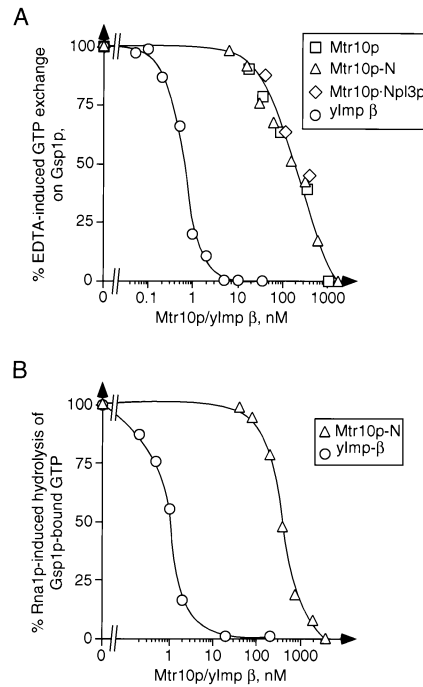 A
% EDTA-induced GTP exchange
on Gsp1p,
100
75
50
25
0
0
0.1
1
10
100
1000
Mtr10p/yImp β, nM
Mtr10p
Mtr10p-N
Mtr10p·Npl3p
yImp β
B
% Rna1p-induced hydrolysis of
Gsp1p-bound GTP
100
75
50
25
0
0
1
10
100
1000
Mtr10p/yImp β, nM
Mtr10p-N
yImp-β